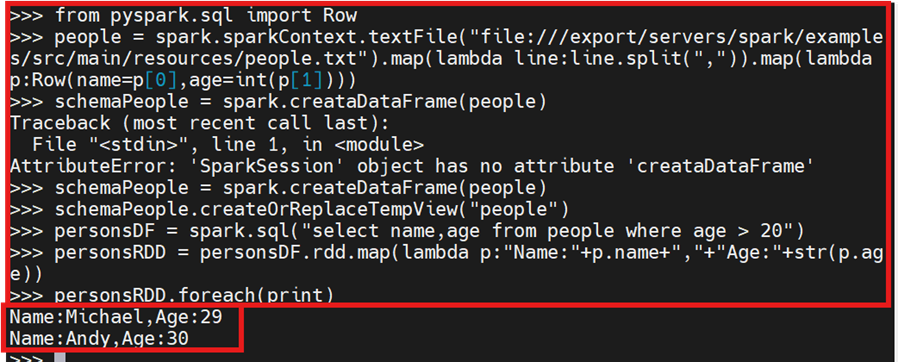 >>> from pyspark.sql import Row
>>> people = spark.sparkContext.textFile("file:///export/servers/spark/example
s/src/main/resources/people.txt").map(lambda line:line.split(",")).map(lambda
p:Row(name=p[0],age=int(p[1])))
>>> schemaPeople = spark.creataDataFrame(people)
Traceback (most recent call last):
  File "<stdin>", line 1, in <module>
AttributeError: 'SparkSession' object has no attribute 'creataDataFrame'
>>> schemaPeople = spark.createDataFrame(people)
>>> schemaPeople.createOrReplaceTempView("people")
>>> personsDF = spark.sql("select name,age from people where age > 20")
>>> personsRDD = personsDF.rdd.map(lambda p:"Name:"+p.name+","+"Age:"+str(p.ag
e))
>>> personsRDD.foreach(print)
Name:Michael,Age:29
Name:Andy,Age:30
>>>